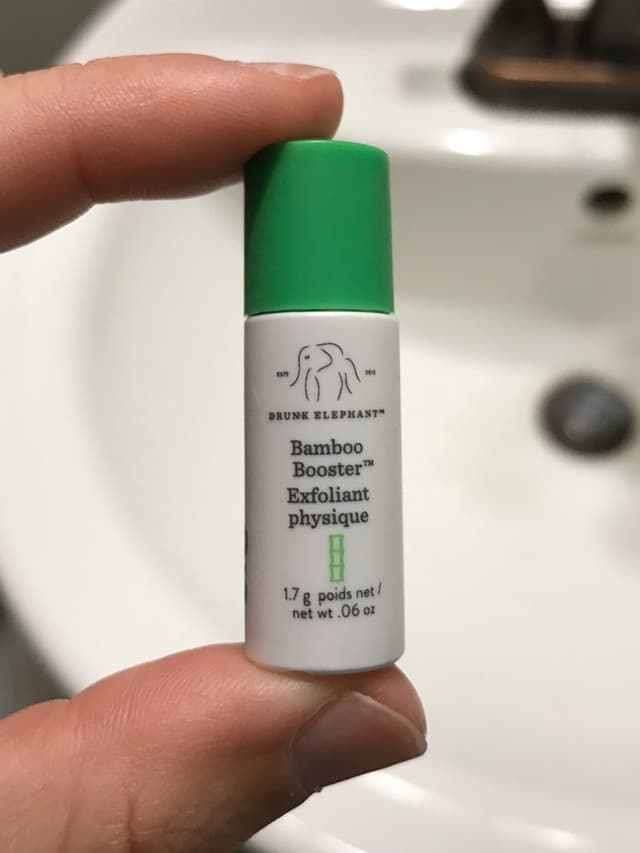 ESTD 2012
DRUNK ELEPHANT™
Bamboo
Booster™
Exfoliant
physique
1.7 g poids net /
net wt .06 oz